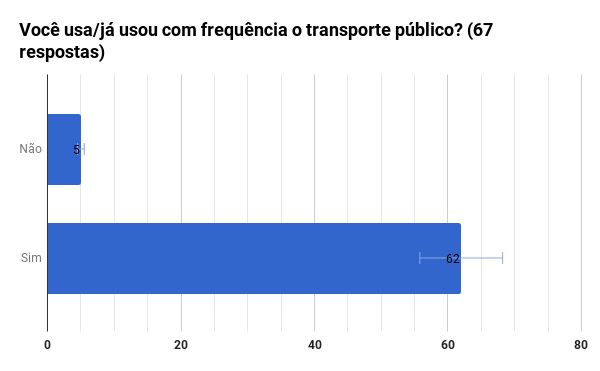 Você usa/já usou com frequência o transporte público? (67
respostas)
Não
5
Sim
62
0
20
40
60
80